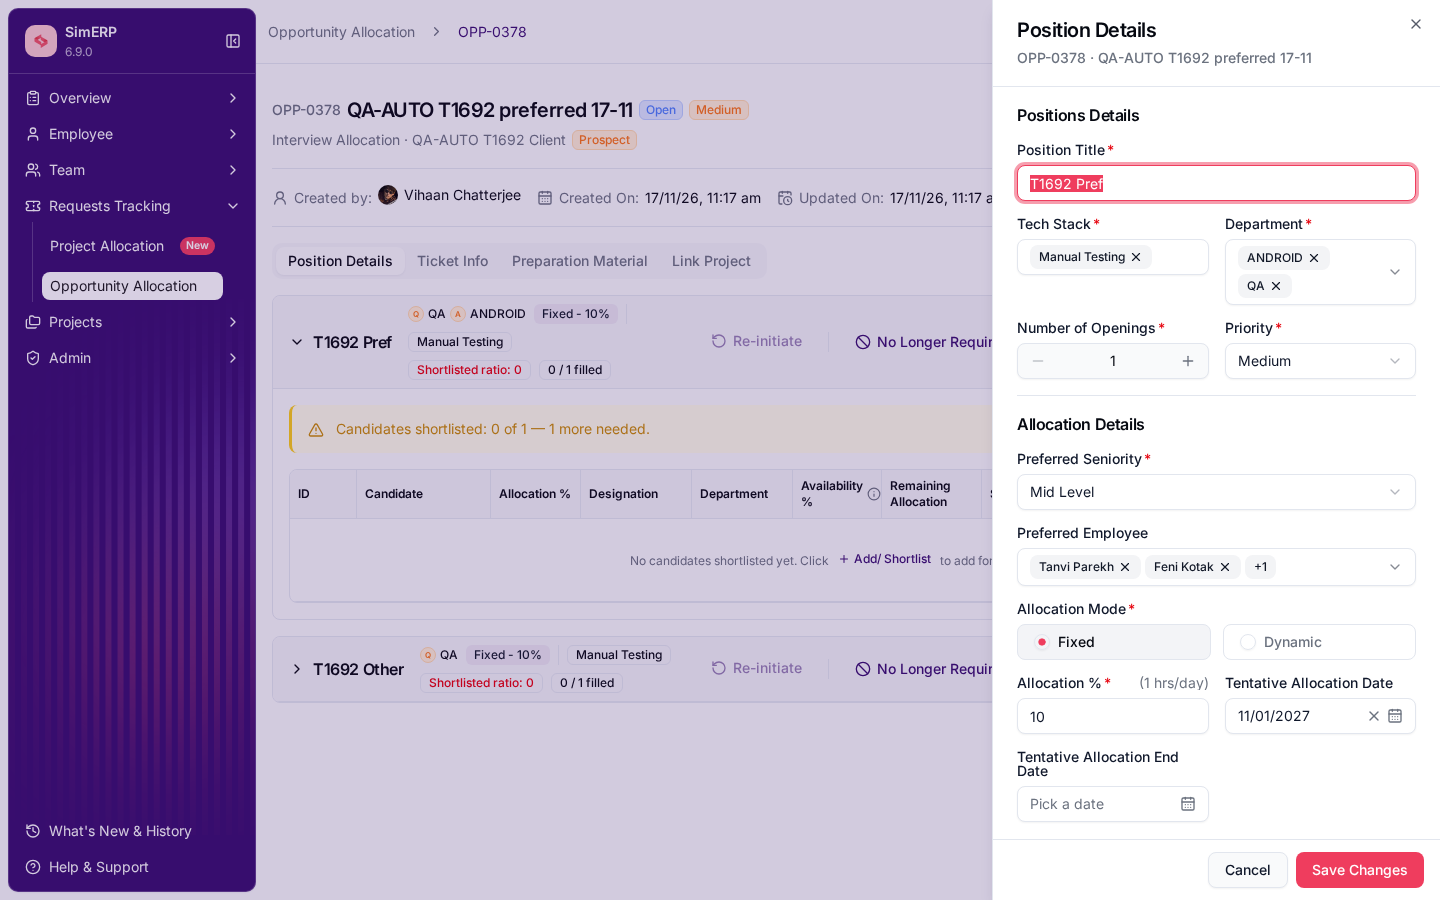 SimERP
6.9.0
Overview
Employee
Team
Requests Tracking
Project Allocation New
Opportunity Allocation
Projects
Admin
What's New & History
Help & Support
Opportunity Allocation OPP-0378
OPP-0378 QA-AUTO T1692 preferred 17-11 Open Medium
Interview Allocation · QA-AUTO T1692 Client Prospect
Created by: Vihaan Chatterjee Created On: 17/11/26, 11:17 am Updated On: 17/11/26, 11:17 a
Position Details Ticket Info Preparation Material Link Project
T1692 Pref
Q QA A ANDROID Fixed - 10%
Manual Testing
Shortlisted ratio: 0 0 / 1 filled
Re-initiate No Longer Requir
Candidates shortlisted: 0 of 1 — 1 more needed.
ID Candidate Allocation % Designation Department Availability % Remaining Allocation
No candidates shortlisted yet. Click + Add/ Shortlist to add for
T1692 Other
Q QA Fixed - 10% Manual Testing
Shortlisted ratio: 0 0 / 1 filled
Re-initiate No Longer Requir
Position Details
OPP-0378 · QA-AUTO T1692 preferred 17-11
Positions Details
Position Title*
T1692 Pref
Tech Stack* Department*
Manual Testing ANDROID
QA
Number of Openings* Priority*
1 Medium
Allocation Details
Preferred Seniority*
Mid Level
Preferred Employee
Tanvi Parekh Feni Kotak +1
Allocation Mode*
Fixed Dynamic
Allocation %* (1 hrs/day) Tentative Allocation Date
10 11/01/2027
Tentative Allocation End
Date
Pick a date
Cancel Save Changes